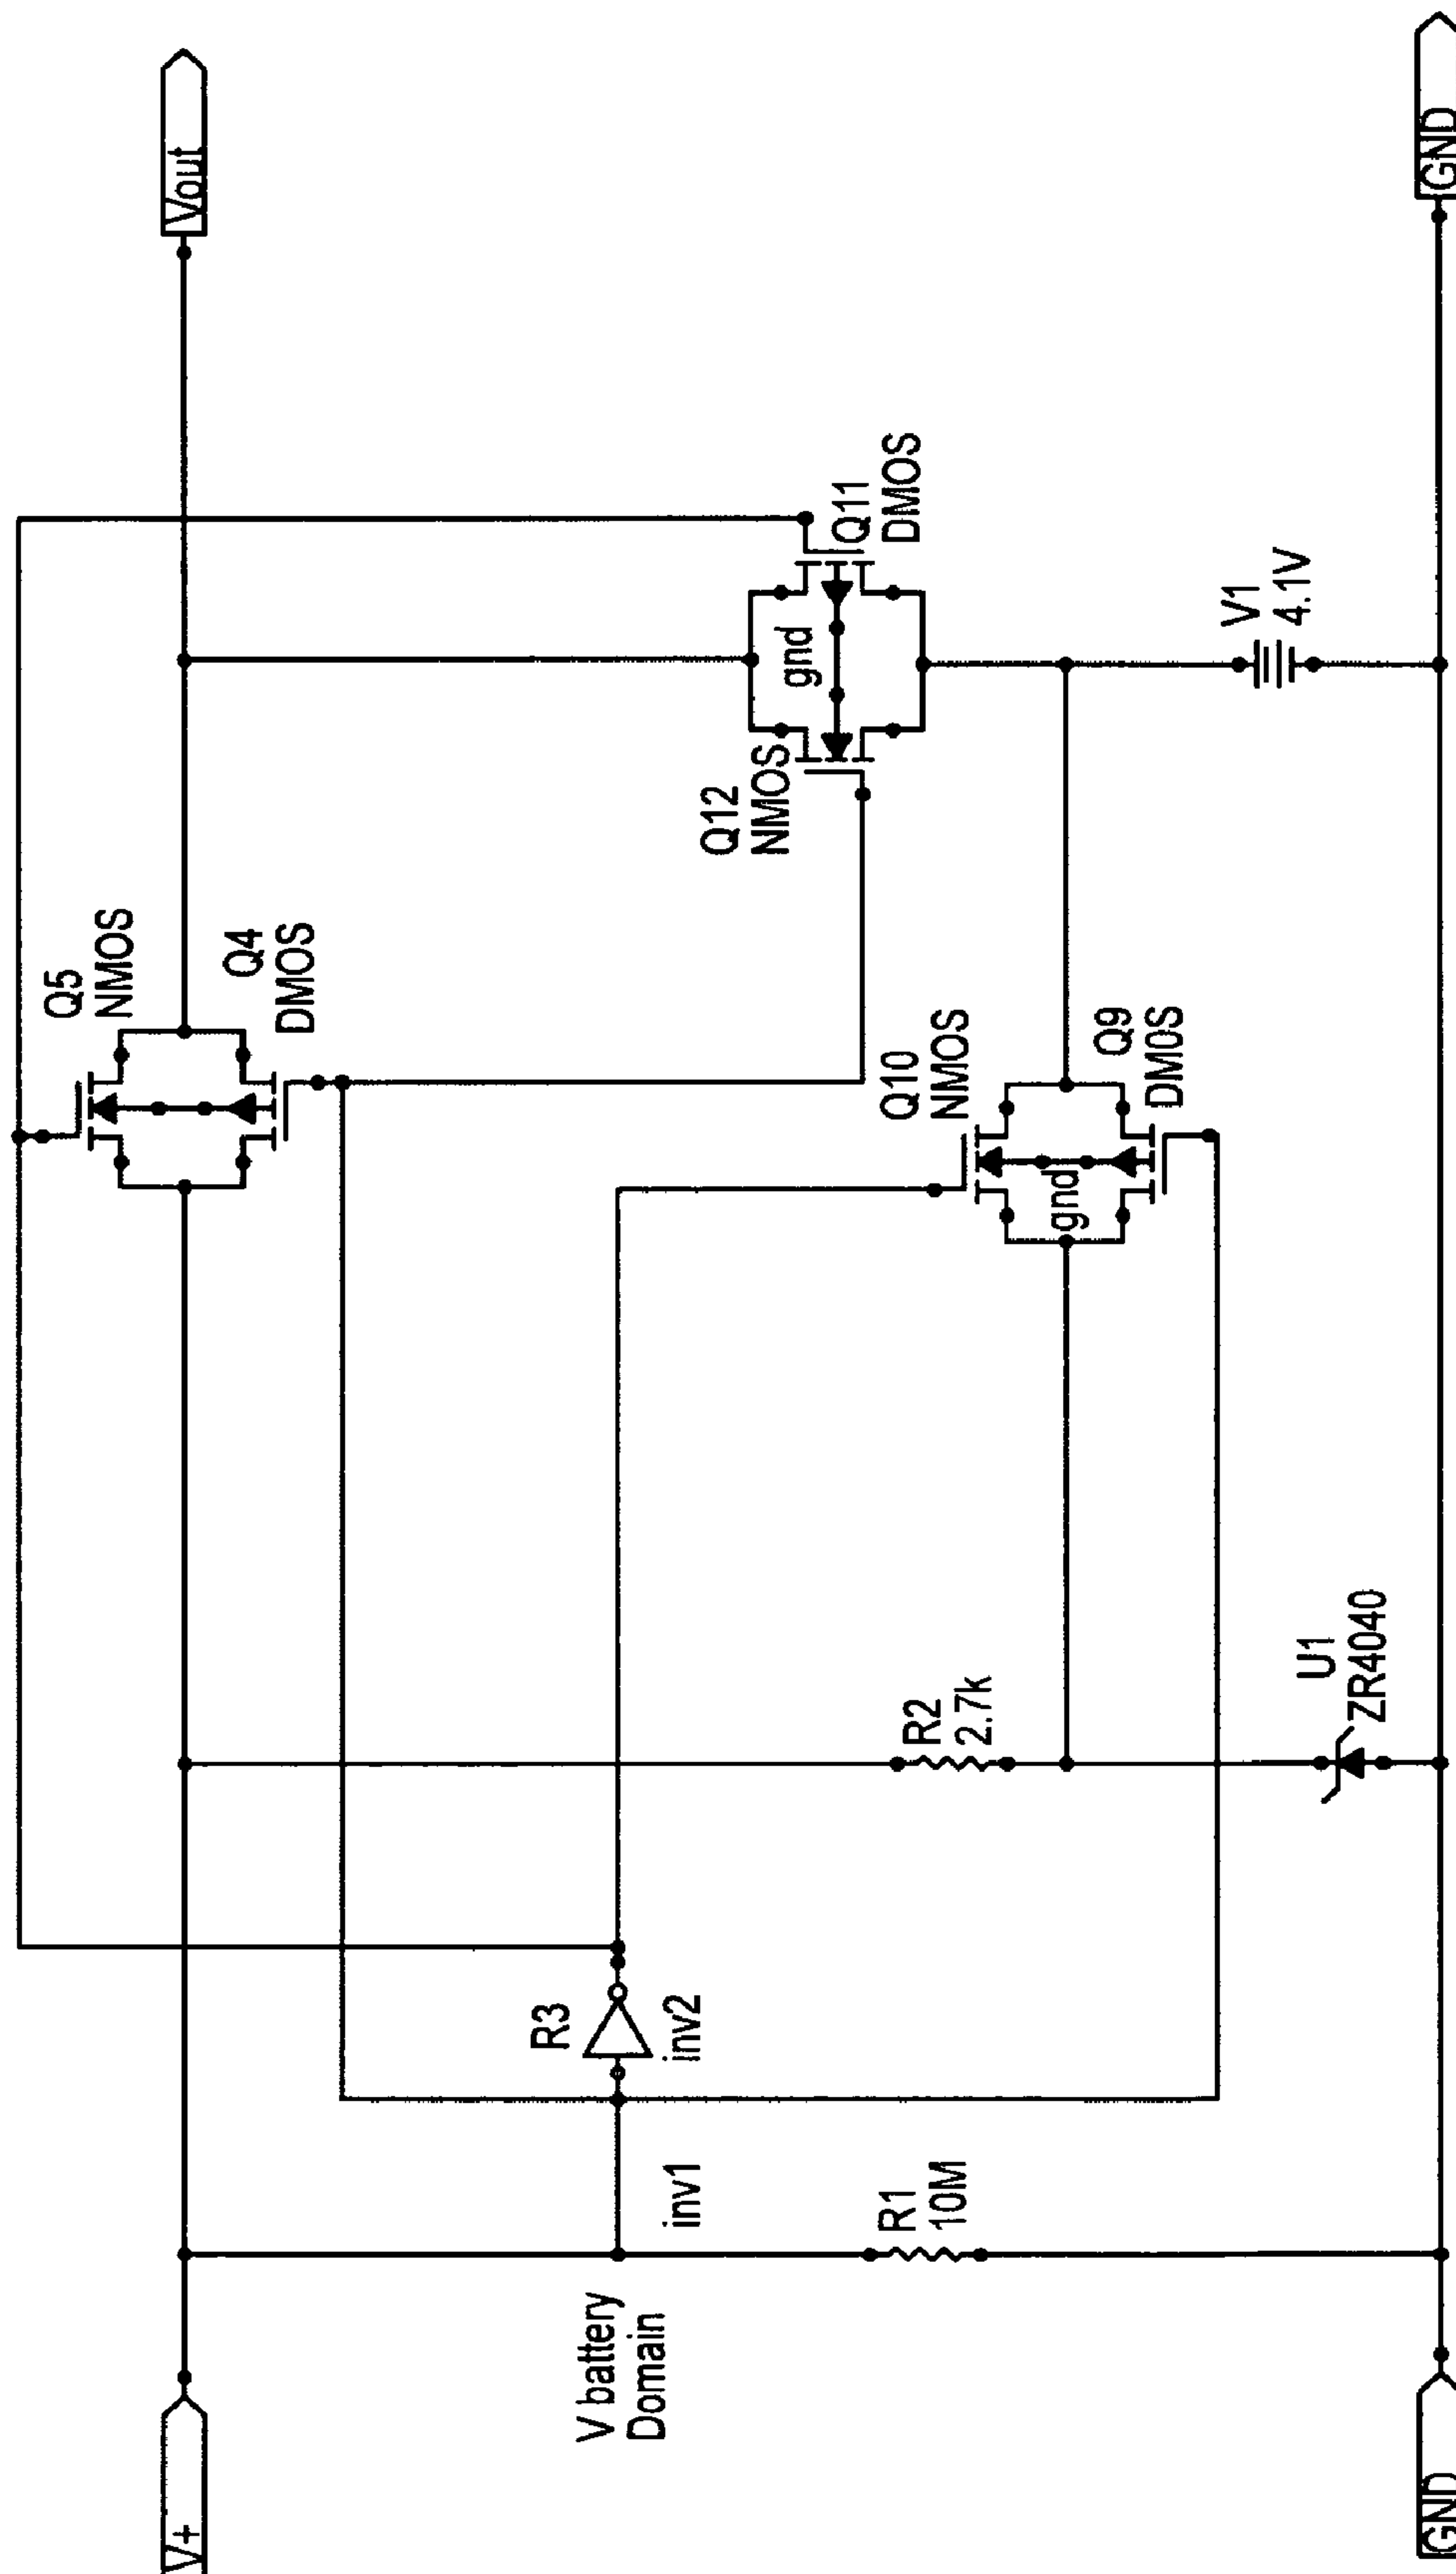 V+
Vout
GND
GND
Q5
NMOS
Q4
DMOS
Q12
NMOS
gnd
Q11
DMOS
Q10
NMOS
gnd
Q9
DM0S
V1
4.1V
R2
2.7k
U1
ZR4040
R3
inv2
inv1
R1
10M
V battery
Domain